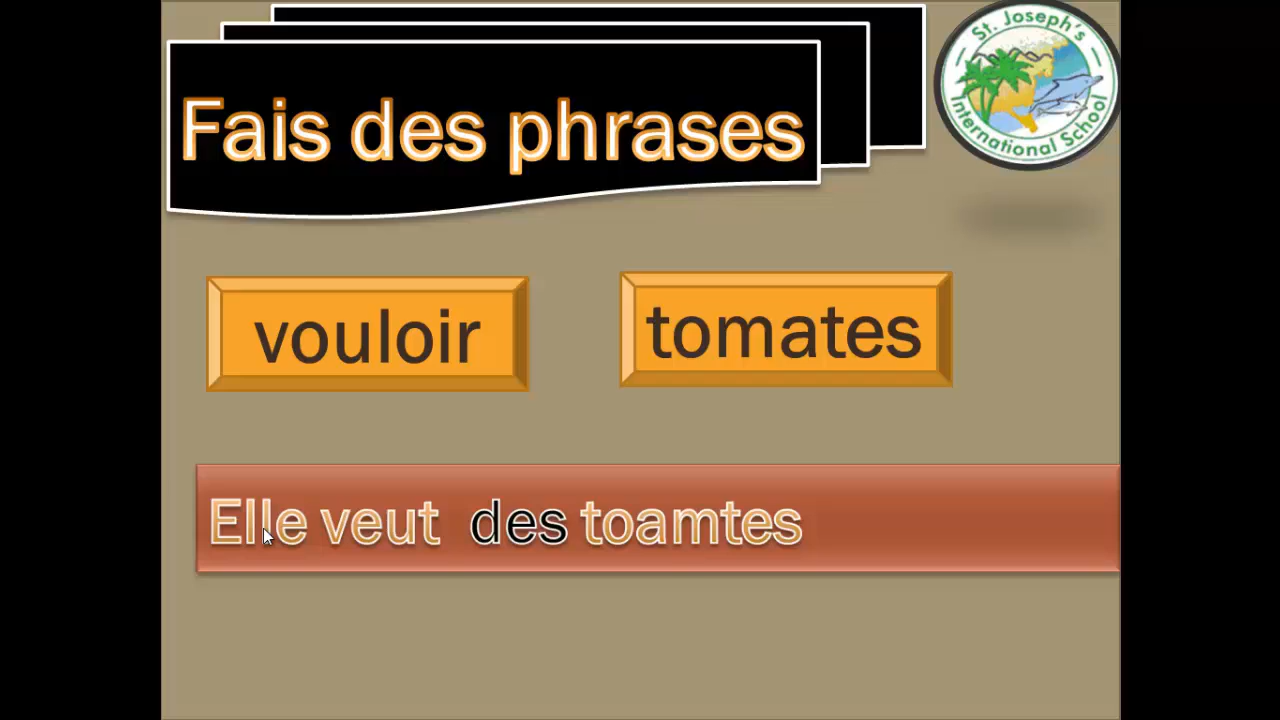 Fais des phrases
St. Joseph's
International School
vouloir
tomates
Elle veut des toamtes